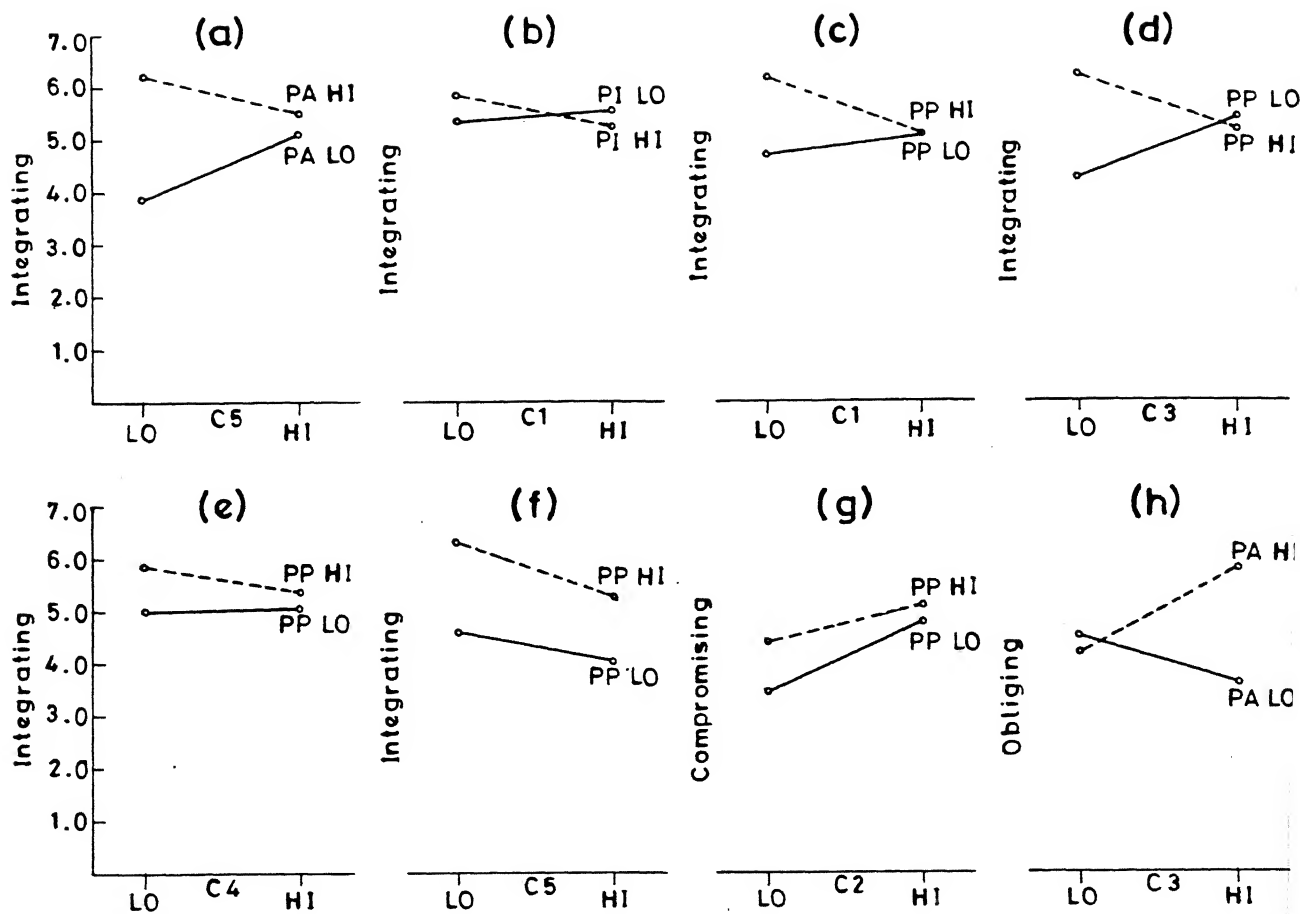 (a)
7.0
6.0
5.0
4.0
3.0
2.0
1.0
Integrating
PA HI
PA LO
LO
C5
HI
(b)
Integrating
PI LO
PI HI
LO
C1
HI
(c)
Integrating
PP HI
PP LO
LO
C1
HI
(d)
Integrating
PP LO
PP HI
LO
C3
HI
(e)
7.0
6.0
5.0
4.0
3.0
2.0
1.0
Integrating
PP HI
PP LO
LO
C4
HI
(f)
Integrating
PP HI
PP LO
LO
C5
HI
(g)
Compromising
PP HI
PP LO
LO
C2
HI
(h)
Obliging
PA HI
PA LO
LO
C3
HI